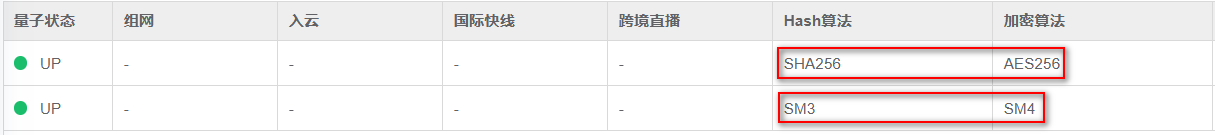 量子状态 组网 入云 国际快线 跨境直播 Hash算法 加密算法
UP - - - - SHA256 AES256
UP - - - - SM3 SM4